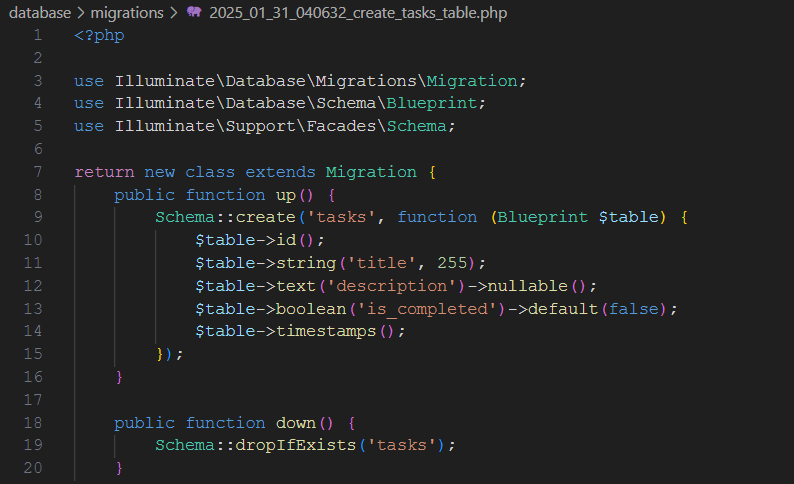 database > migrations > 2025_01_31_040632_create_tasks_table.php
1 <?php
2
3 use Illuminate\Database\Migrations\Migration;
4 use Illuminate\Database\Schema\Blueprint;
5 use Illuminate\Support\Facades\Schema;
6
7 return new class extends Migration {
8     public function up() {
9         Schema::create('tasks', function (Blueprint $table) {
10             $table->id();
11             $table->string('title', 255);
12             $table->text('description')->nullable();
13             $table->boolean('is_completed')->default(false);
14             $table->timestamps();
15         });
16     }
17
18     public function down() {
19         Schema::dropIfExists('tasks');
20     }